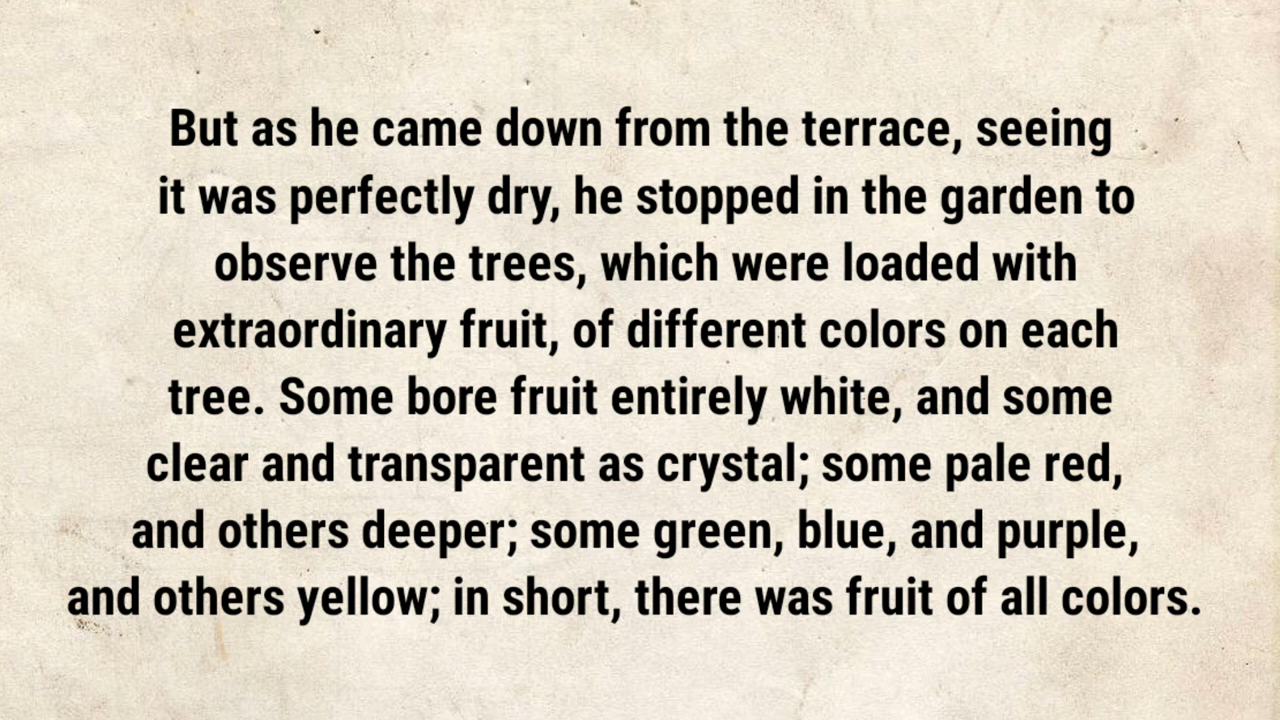 But as he came down from the terrace, seeing
it was perfectly dry, he stopped in the garden to
observe the trees, which were loaded with
extraordinary fruit, of different colors on each
tree. Some bore fruit entirely white, and some
clear and transparent as crystal; some pale red,
and others deeper; some green, blue, and purple,
and others yellow; in short, there was fruit of all colors.